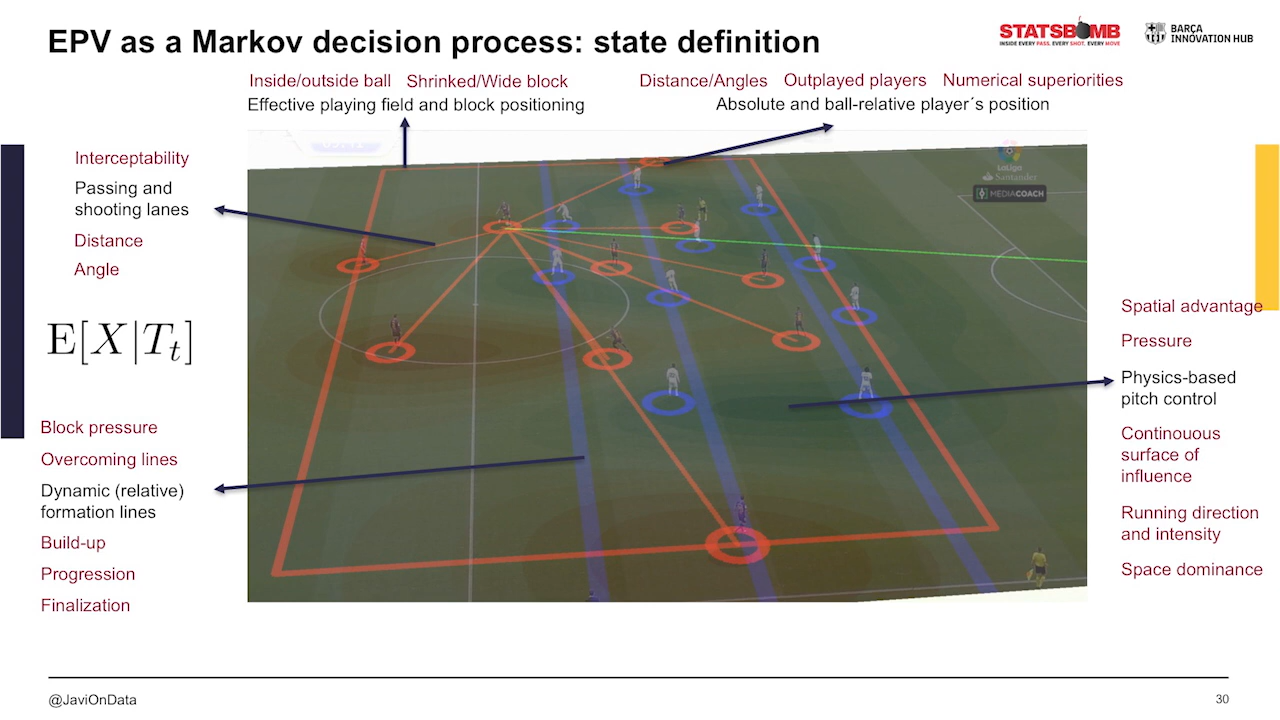 EPV as a Markov decision process: state definition
STATSBOMB
INSIDE EVERY PASS. EVERY SHOT. EVERY MOVE
BARÇA
INNOVATION HUB
Inside/outside ball Shrinked/Wide block
Effective playing field and block positioning
Distance/Angles Outplayed players Numerical superiorities
Absolute and ball-relative player´s position
Interceptability
Passing and
shooting lanes
Distance
Angle
E[X|Tt]
Block pressure
Overcoming lines
Dynamic (relative)
formation lines
Build-up
Progression
Finalization
LaLiga
Santander
MEDIACOACH
Spatial advantage
Pressure
Physics-based
pitch control
Continouous
surface of
influence
Running direction
and intensity
Space dominance
@JaviOnData
30